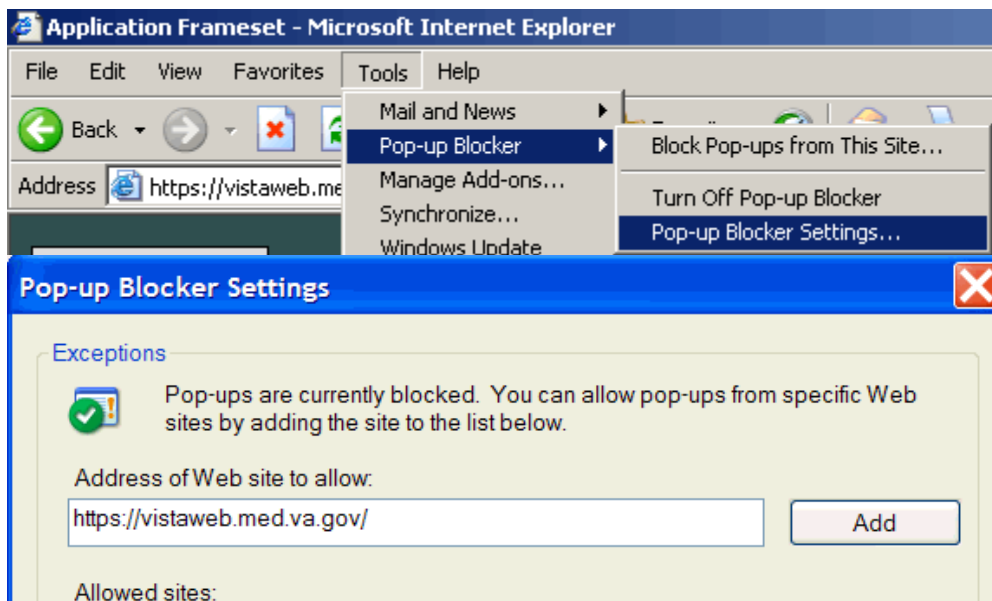 Application Frameset - Microsoft Internet Explorer
File Edit View Favorites Tools Help
Back
Mail and News
Pop-up Blocker
Block Pop-ups from This Site...
Address https://vistaweb.me
Manage Add-ons...
Turn Off Pop-up Blocker
Synchronize...
Pop-up Blocker Settings...
Windows Update
Pop-up Blocker Settings
Exceptions
Pop-ups are currently blocked. You can allow pop-ups from specific Web
sites by adding the site to the list below.
Address of Web site to allow:
https://vistaweb.med.va.gov/ Add
Allowed sites: